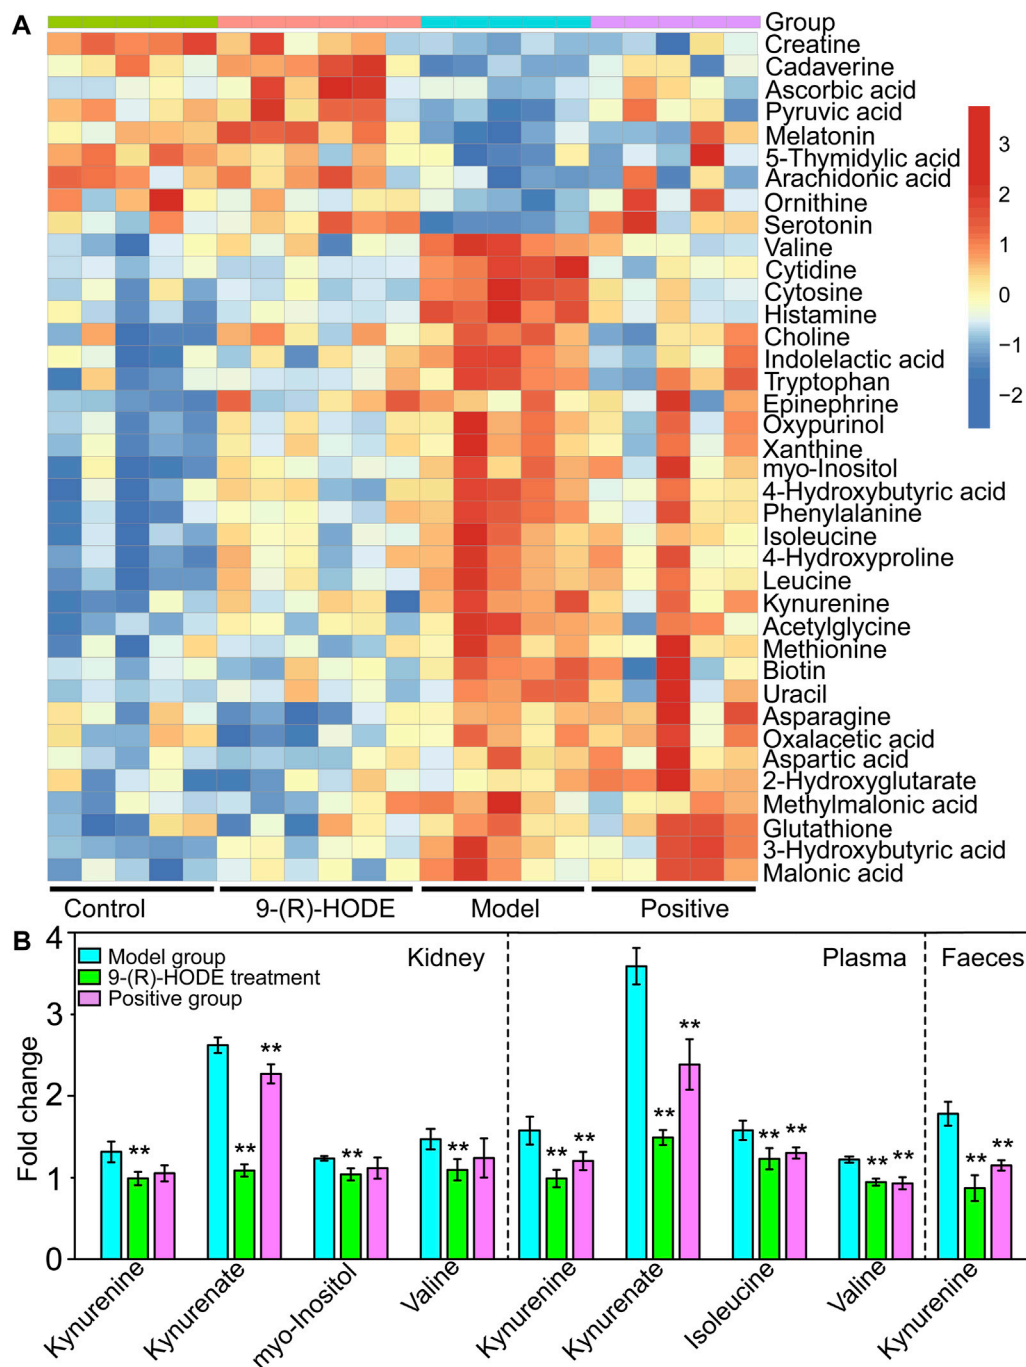 A
Group
Creatine
Cadaverine
Ascorbic acid
Pyruvic acid
Melatonin
5-Thymidylic acid
Arachidonic acid
Ornithine
Serotonin
Valine
Cytidine
Cytosine
Histamine
Choline
Indolelactic acid
Tryptophan
Epinephrine
Oxypurinol
Xanthine
myo-Inositol
4-Hydroxybutyric acid
Phenylalanine
Isoleucine
4-Hydroxyproline
Leucine
Kynurenine
Acetylglycine
Methionine
Biotin
Uracil
Asparagine
Oxalacetic acid
Aspartic acid
2-Hydroxyglutarate
Methylmalonic acid
Glutathione
3-Hydroxybutyric acid
Malonic acid
3
2
1
0
−1
−2
Control 9-(R)-HODE Model Positive
B
Model group
9-(R)-HODE treatment
Positive group
Kidney Plasma Faeces
Fold change
4
3
2
1
0
** ** ** ** ** ** ** ** ** ** ** ** ** ** **
Kynurenine Kynurenate myo-Inositol Valine Kynurenine Kynurenate Isoleucine Valine Kynurenine